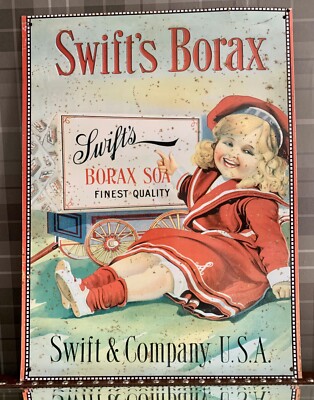 Swift's Borax
Swift's
BORAX SOA
FINEST QUALITY
Swift & Company, U.S.A.